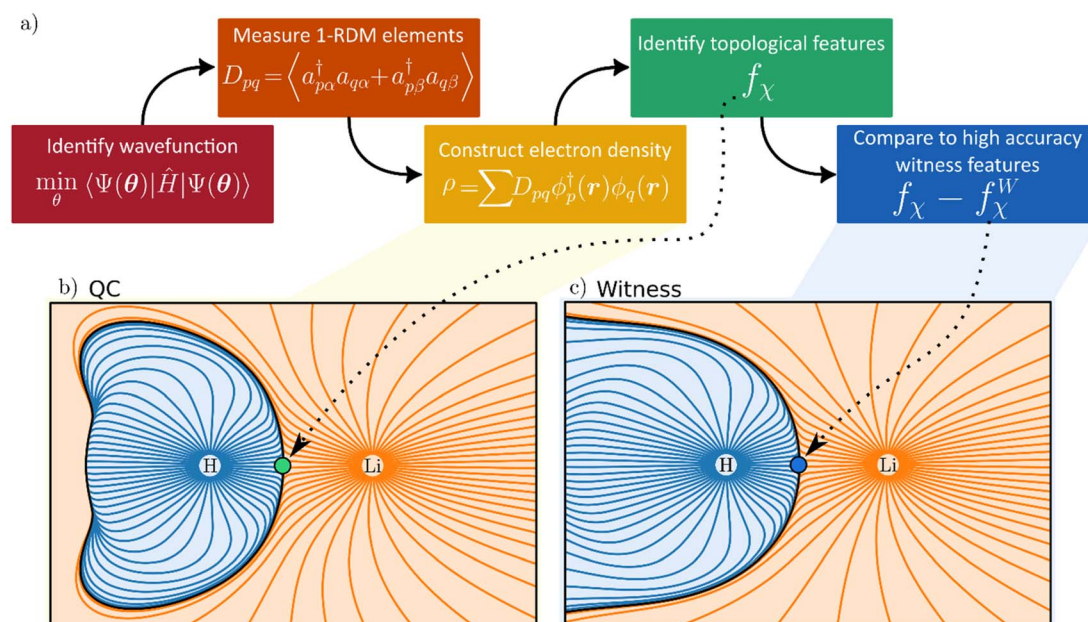 a)
Measure 1-RDM elements
D_{pq} = ⟨a†_{pα} a_{qα} + a†_{pβ} a_{qβ}⟩
Identify topological features
f_χ
Identify wavefunction
min_θ ⟨Ψ(θ)|Ĥ|Ψ(θ)⟩
Construct electron density
ρ = ∑ D_{pq} φ†_p(r) φ_q(r)
Compare to high accuracy
witness features
f_χ − f_χ^W
b) QC
c) Witness
H
Li
H
Li